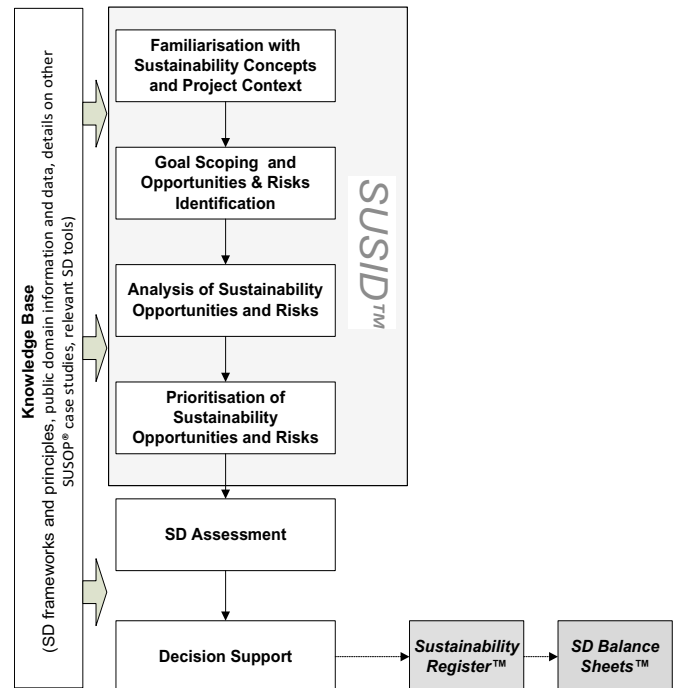 Knowledge Base
(SD frameworks and principles, public domain information and data, details on other
SUSOP® case studies, relevant SD tools)
Familiarisation with
Sustainability Concepts
and Project Context
Goal Scoping and
Opportunities & Risks
Identification
Analysis of Sustainability
Opportunities and Risks
Prioritisation of
Sustainability
Opportunities and Risks
SUSID™
SD Assessment
Decision Support
Sustainability
Register™
SD Balance
Sheets™